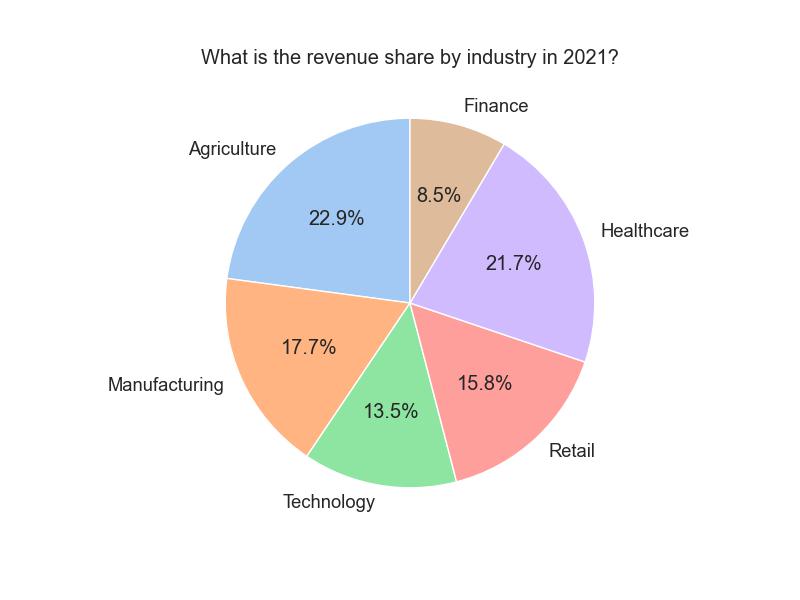 What is the revenue share by industry in 2021?
Finance
Agriculture
8.5%
22.9%
Healthcare
21.7%
17.7%
Manufacturing
15.8%
13.5%
Retail
Technology